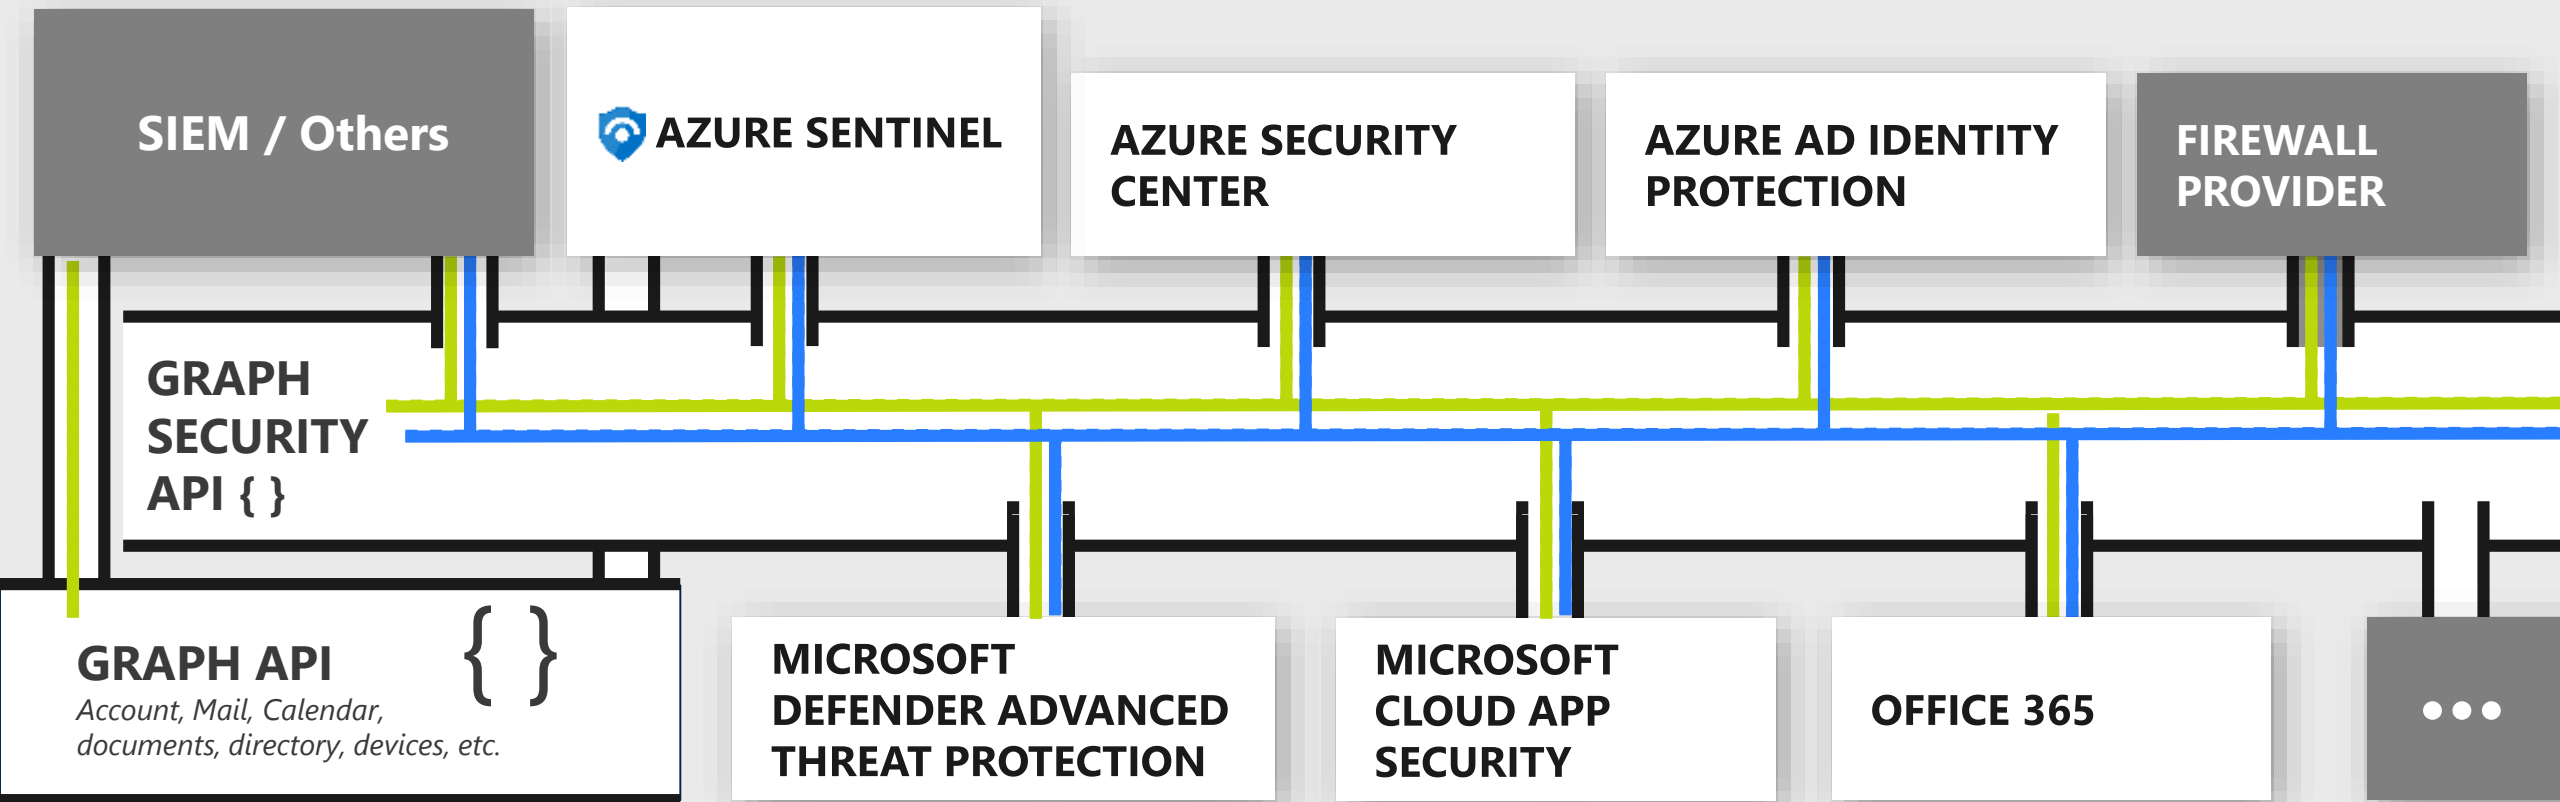 SIEM / Others
AZURE SENTINEL
AZURE SECURITY
CENTER
AZURE AD IDENTITY
PROTECTION
FIREWALL
PROVIDER
GRAPH
SECURITY
API { }
GRAPH API
{ }
Account, Mail, Calendar,
documents, directory, devices, etc.
MICROSOFT
DEFENDER ADVANCED
THREAT PROTECTION
MICROSOFT
CLOUD APP
SECURITY
OFFICE 365
•••